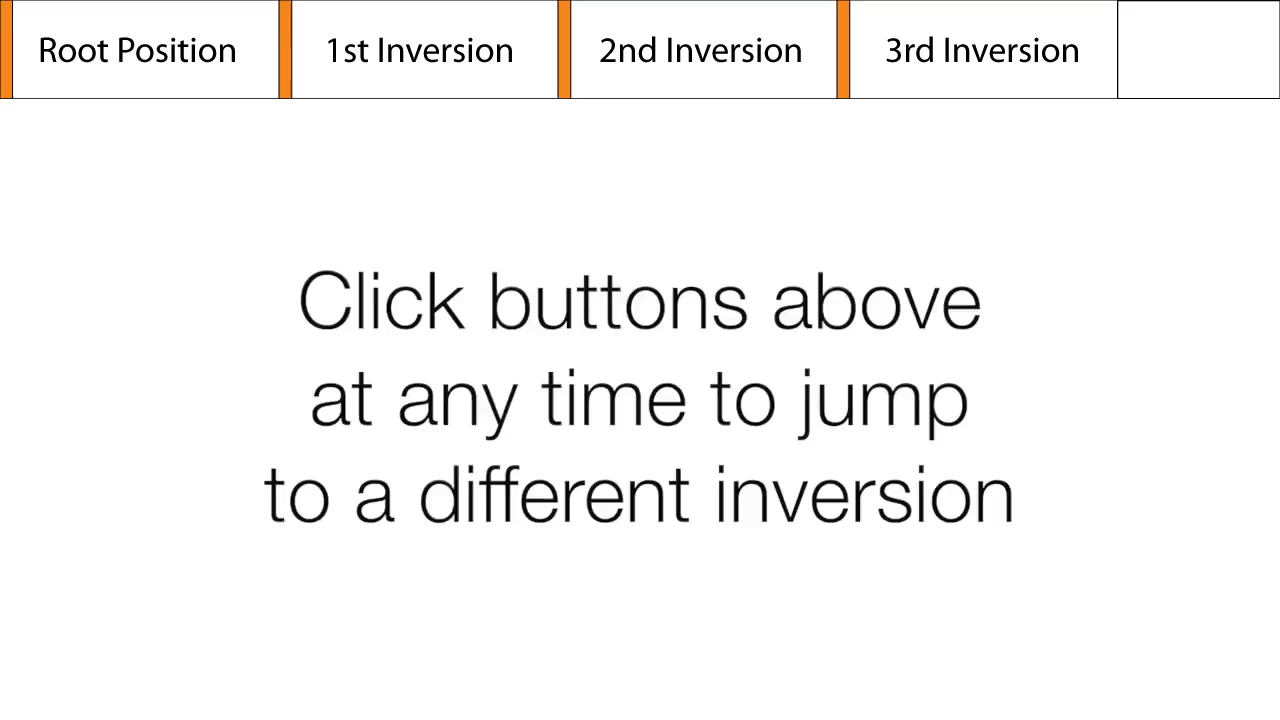 Root Position 1st Inversion 2nd Inversion 3rd Inversion
Click buttons above
at any time to jump
to a different inversion